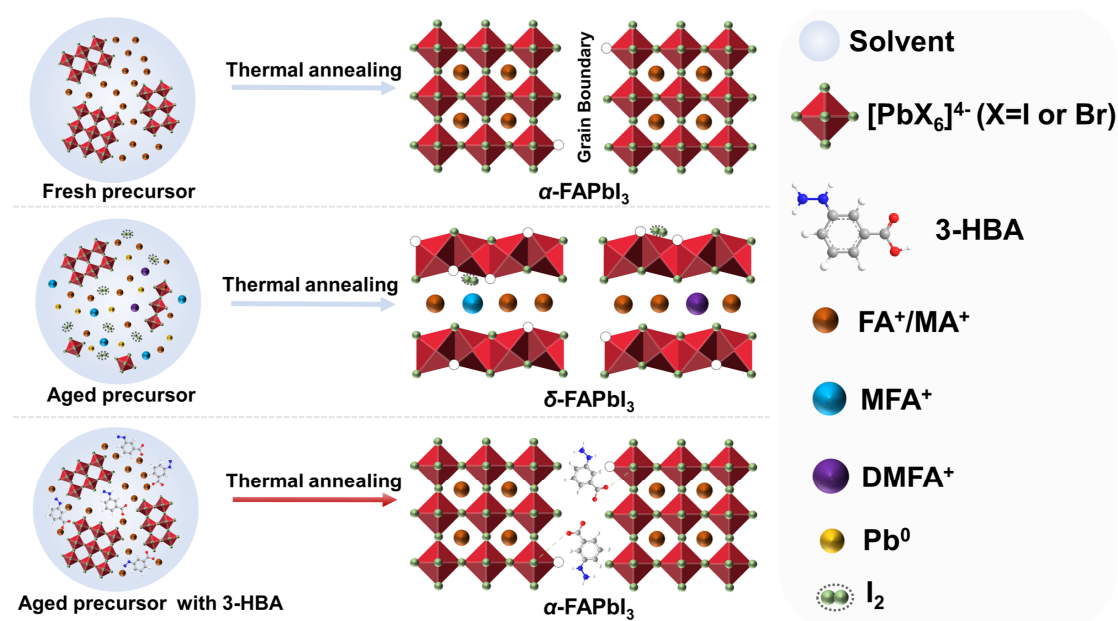 Thermal annealing
Grain Boundary
Fresh precursor
α-FAPbI₃
Thermal annealing
Aged precursor
δ-FAPbI₃
Thermal annealing
Aged precursor with 3-HBA
α-FAPbI₃
Solvent
[PbX₆]⁴⁻ (X=I or Br)
3-HBA
FA⁺/MA⁺
MFA⁺
DMFA⁺
Pb⁰
I₂